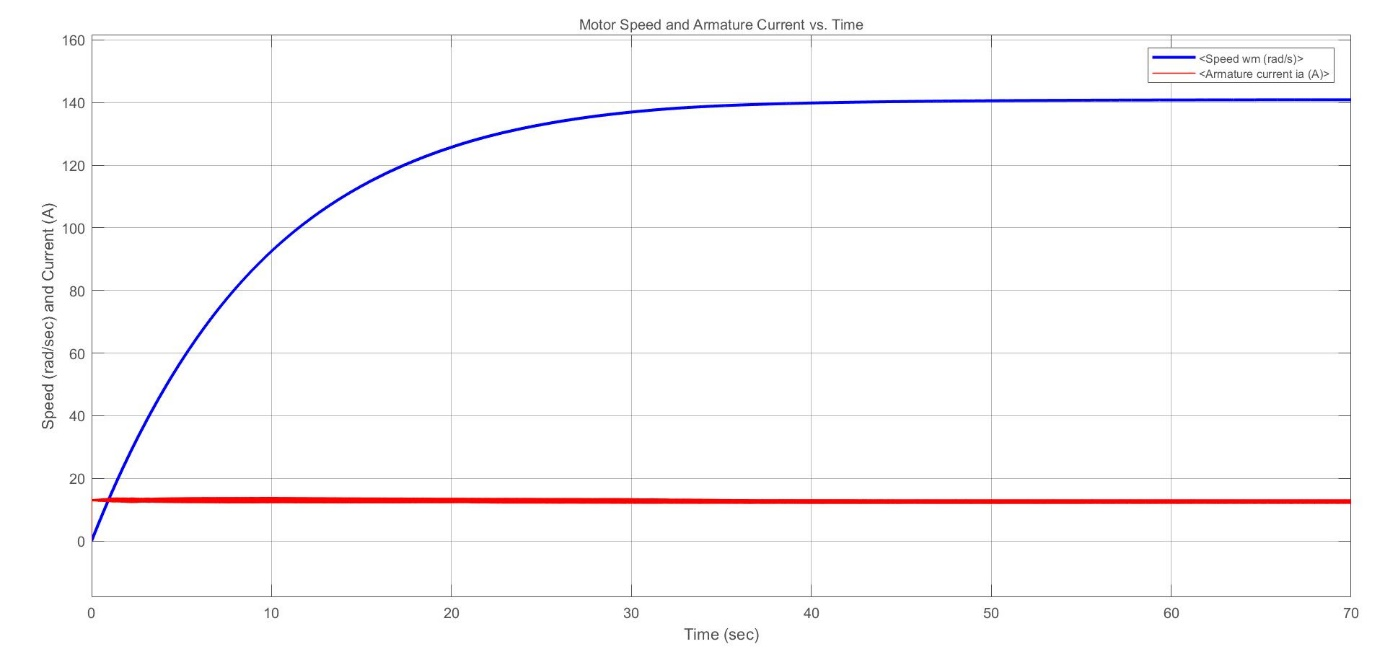 Motor Speed and Armature Current vs. Time
<Speed wm (rad/s)>
<Armature current ia (A)>
Speed (rad/sec) and Current (A)
160
140
120
100
80
60
40
20
0
0 10 20 30 40 50 60 70
Time (sec)